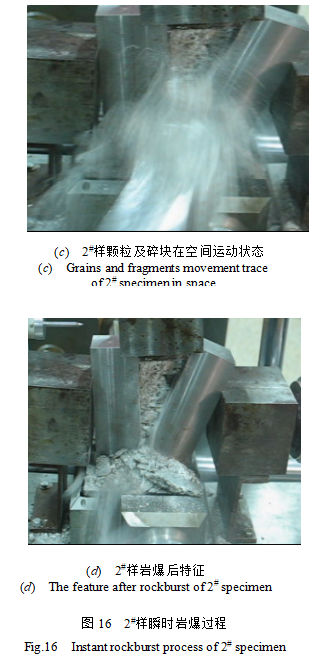 (c) 2#样颗粒及碎块在空间运动状态
(c) Grains and fragments movement trace
of 2# specimen in space
(d) 2#样岩爆后特征
(d) The feature after rockburst of 2# specimen
图 16 2#样瞬时岩爆过程
Fig.16 Instant rockburst process of 2# specimen